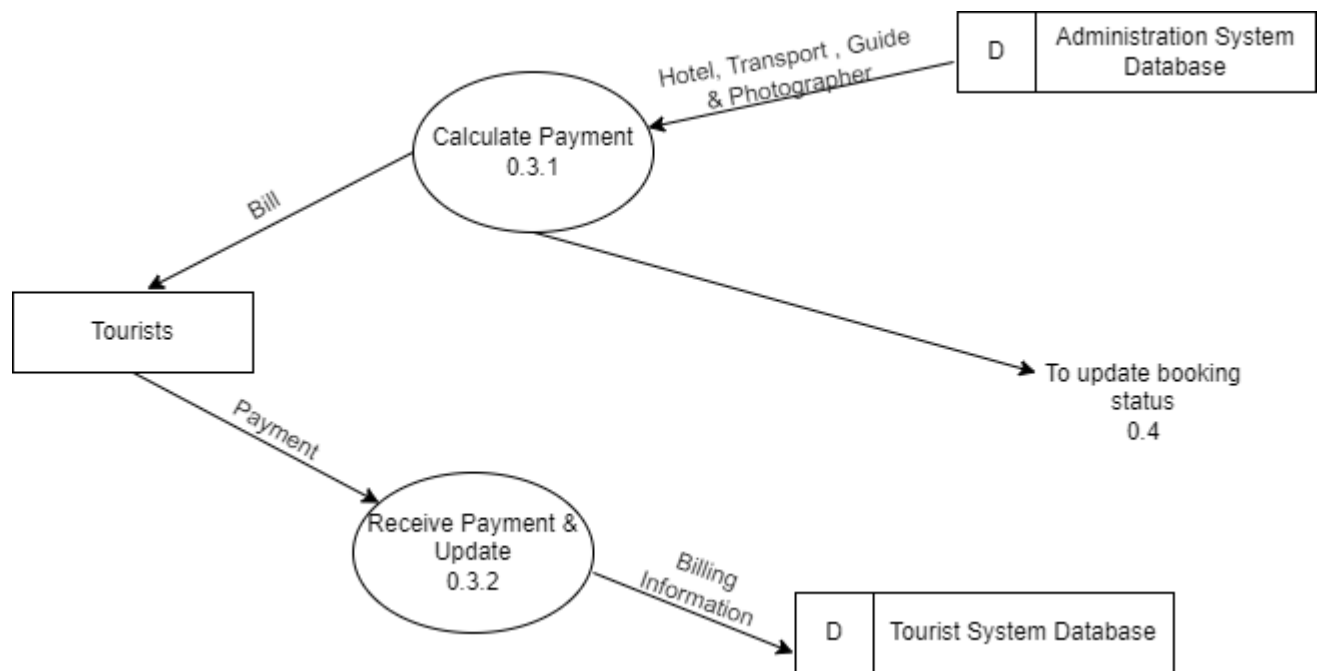 Hotel, Transport , Guide
& Photographer
D
Administration System
Database
Calculate Payment
0.3.1
Bill
Tourists
To update booking
status
0.4
Payment
Receive Payment &
Update
0.3.2
Billing
Information
D
Tourist System Database